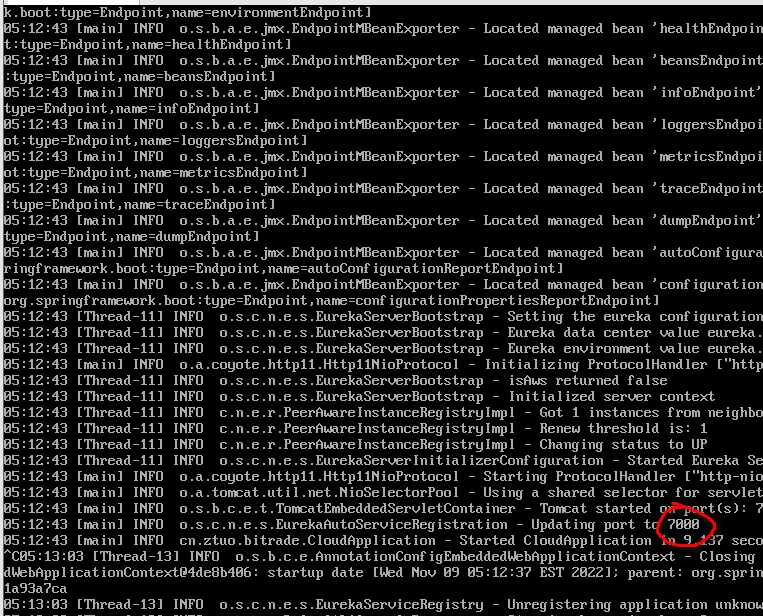 k.boot:type=Endpoint,name=environmentEndpoint]
05:12:43 [main] INFO  o.s.b.a.e.jmx.EndpointMBeanExporter - Located managed bean 'healthEndpoin
t:type=Endpoint,name=healthEndpoint]
05:12:43 [main] INFO  o.s.b.a.e.jmx.EndpointMBeanExporter - Located managed bean 'beansEndpoint
:type=Endpoint,name=beansEndpoint]
05:12:43 [main] INFO  o.s.b.a.e.jmx.EndpointMBeanExporter - Located managed bean 'infoEndpoint'
type=Endpoint,name=infoEndpoint]
05:12:43 [main] INFO  o.s.b.a.e.jmx.EndpointMBeanExporter - Located managed bean 'loggersEndpoi
ot:type=Endpoint,name=loggersEndpoint]
05:12:43 [main] INFO  o.s.b.a.e.jmx.EndpointMBeanExporter - Located managed bean 'metricsEndpoi
ot:type=Endpoint,name=metricsEndpoint]
05:12:43 [main] INFO  o.s.b.a.e.jmx.EndpointMBeanExporter - Located managed bean 'traceEndpoint
:type=Endpoint,name=traceEndpoint]
05:12:43 [main] INFO  o.s.b.a.e.jmx.EndpointMBeanExporter - Located managed bean 'dumpEndpoint'
type=Endpoint,name=dumpEndpoint]
05:12:43 [main] INFO  o.s.b.a.e.jmx.EndpointMBeanExporter - Located managed bean 'autoConfigura
ringframework.boot:type=Endpoint,name=autoConfigurationReportEndpoint]
05:12:43 [main] INFO  o.s.b.a.e.jmx.EndpointMBeanExporter - Located managed bean 'configuration
org.springframework.boot:type=Endpoint,name=configurationPropertiesReportEndpoint]
05:12:43 [Thread-11] INFO  o.s.c.n.e.s.EurekaServerBootstrap - Setting the eureka configuration
05:12:43 [Thread-11] INFO  o.s.c.n.e.s.EurekaServerBootstrap - Eureka data center value eureka.
05:12:43 [Thread-11] INFO  o.s.c.n.e.s.EurekaServerBootstrap - Eureka environment value eureka.
05:12:43 [main] INFO  o.a.coyote.http11.Http11NioProtocol - Initializing ProtocolHandler ["http
05:12:43 [Thread-11] INFO  o.s.c.n.e.s.EurekaServerBootstrap - isAws returned false
05:12:43 [Thread-11] INFO  o.s.c.n.e.s.EurekaServerBootstrap - Initialized server context
05:12:43 [Thread-11] INFO  c.n.e.r.PeerAwareInstanceRegistryImpl - Got 1 instances from neighbo
05:12:43 [Thread-11] INFO  c.n.e.r.PeerAwareInstanceRegistryImpl - Renew threshold is: 1
05:12:43 [Thread-11] INFO  c.n.e.r.PeerAwareInstanceRegistryImpl - Changing status to UP
05:12:43 [Thread-11] INFO  o.s.c.n.e.s.EurekaServerInitializerConfiguration - Started Eureka Se
05:12:43 [main] INFO  o.a.coyote.http11.Http11NioProtocol - Starting ProtocolHandler ["http-nio
05:12:43 [main] INFO  o.a.tomcat.util.net.NioSelectorPool - Using a shared selector for servlet
05:12:43 [main] INFO  o.s.b.c.e.t.TomcatEmbeddedServletContainer - Tomcat started on port(s): 7
05:12:43 [main] INFO  o.s.c.n.e.s.EurekaAutoServiceRegistration - Updating port to 7000
05:12:43 [main] INFO  cn.ztuo.bitrade.CloudApplication - Started CloudApplication in 9.137 seco
^C05:13:03 [Thread-13] INFO  o.s.b.c.e.AnnotationConfigEmbeddedWebApplicationContext - Closing
dWebApplicationContext@4de8b406: startup date [Wed Nov 09 05:12:37 EST 2022]; parent: org.sprin
1a93a7ca
05:13:03 [Thread-13] INFO  o.s.c.n.e.s.EurekaServiceRegistry - Unregistering application unknow